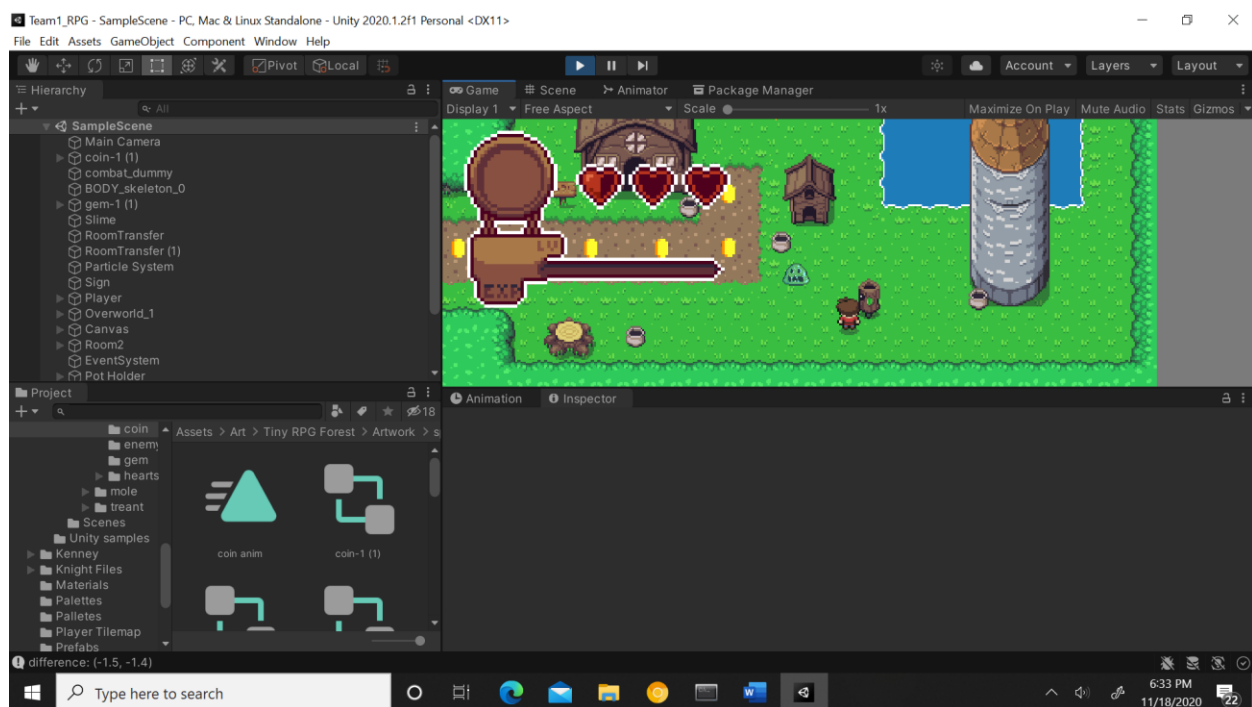 Team1_RPG - SampleScene - PC, Mac & Linux Standalone - Unity 2020.1.2f1 Personal <DX11>
File Edit Assets GameObject Component Window Help
Pivot Local Account Layers Layout
Hierarchy
All
SampleScene
Main Camera
coin-1 (1)
combat_dummy
BODY_skeleton_0
gem-1 (1)
Slime
RoomTransfer
RoomTransfer (1)
Particle System
Sign
Player
Overworld_1
Canvas
Room2
EventSystem
Pot Holder
Game Scene Animator Package Manager
Display 1 Free Aspect Scale 1x Maximize On Play Mute Audio Stats Gizmos
LV
EXP
Project
18
coin
enemy
gem
hearts
mole
treant
Scenes
Unity samples
Kenney
Knight Files
Materials
Palettes
Palletes
Player Tilemap
Prefabs
Assets > Art > Tiny RPG Forest > Artwork > s
coin anim coin-1 (1)
Animation Inspector
difference: (-1.5, -1.4)
Type here to search
6:33 PM
11/18/2020
22